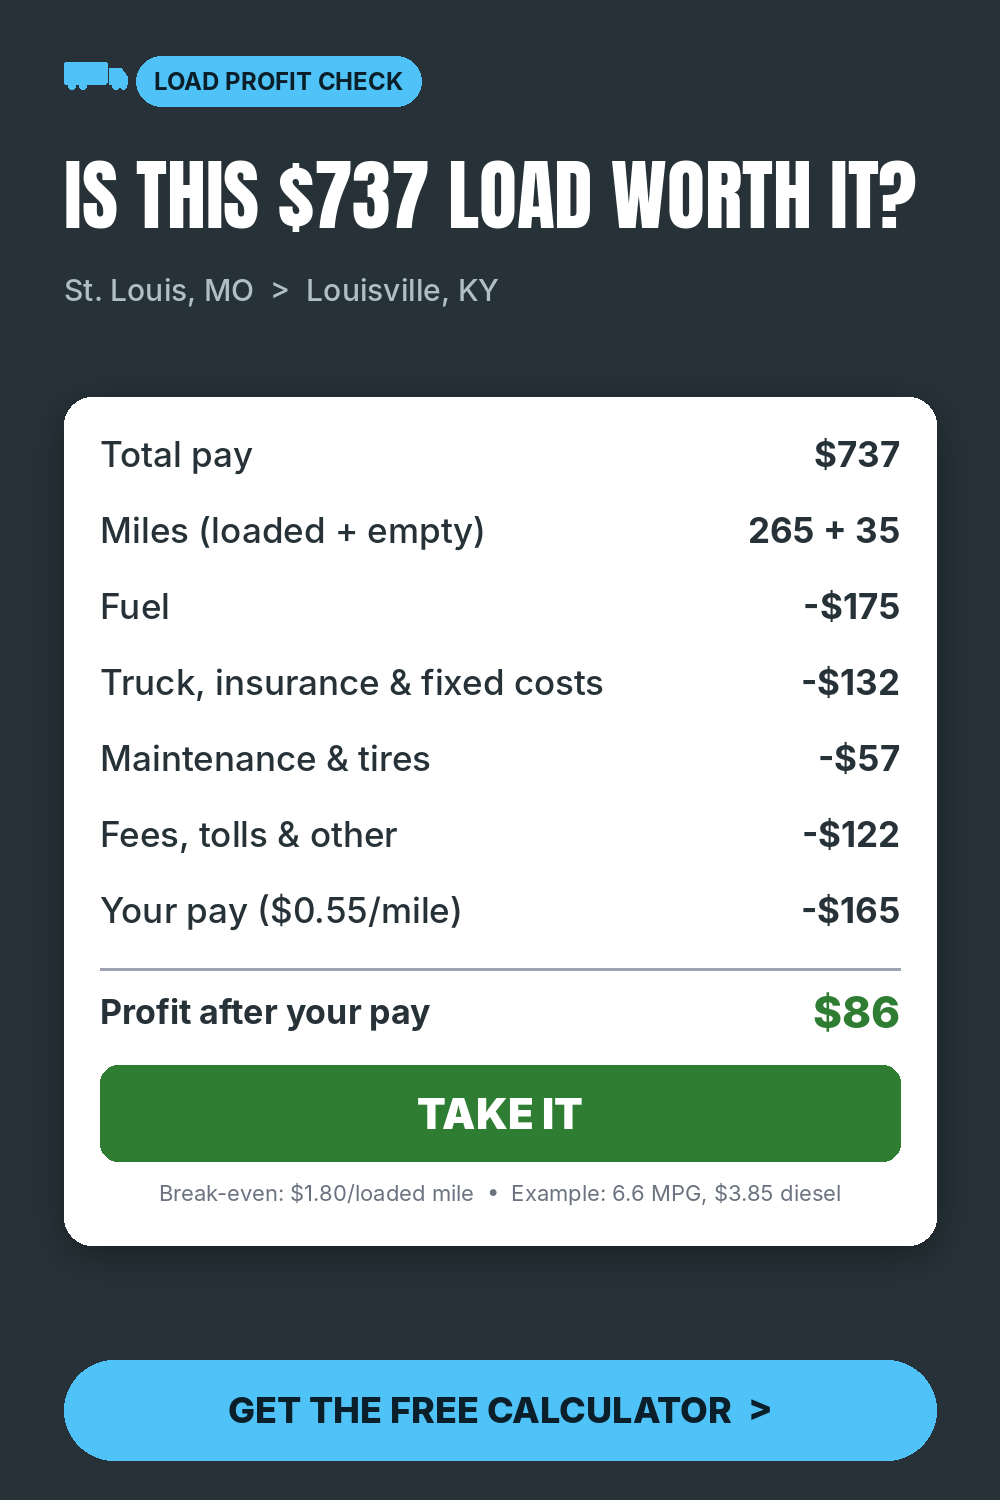 LOAD PROFIT CHECK
IS THIS $737 LOAD WORTH IT?
St. Louis, MO > Louisville, KY
Total pay $737
Miles (loaded + empty) 265 + 35
Fuel -$175
Truck, insurance & fixed costs -$132
Maintenance & tires -$57
Fees, tolls & other -$122
Your pay ($0.55/mile) -$165
Profit after your pay $86
TAKE IT
Break-even: $1.80/loaded mile • Example: 6.6 MPG, $3.85 diesel
GET THE FREE CALCULATOR >